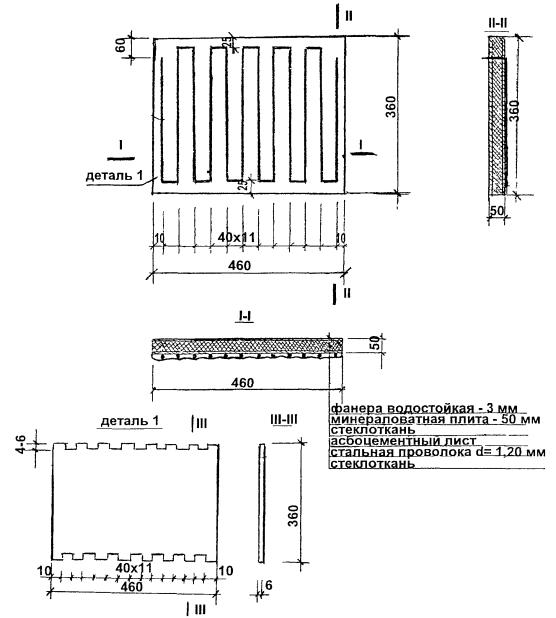 II
II-II
60
25
360
360
I
I
деталь 1
25
50
10
40x11
10
460
II
I-I
50
460
фанера водостойкая - 3 мм
минераловатная плита - 50 мм
стеклоткань
асбоцементный лист
стальная проволока d= 1,20 мм
стеклоткань
деталь 1
III
III-III
4-6
360
10
40x11
10
460
6
III